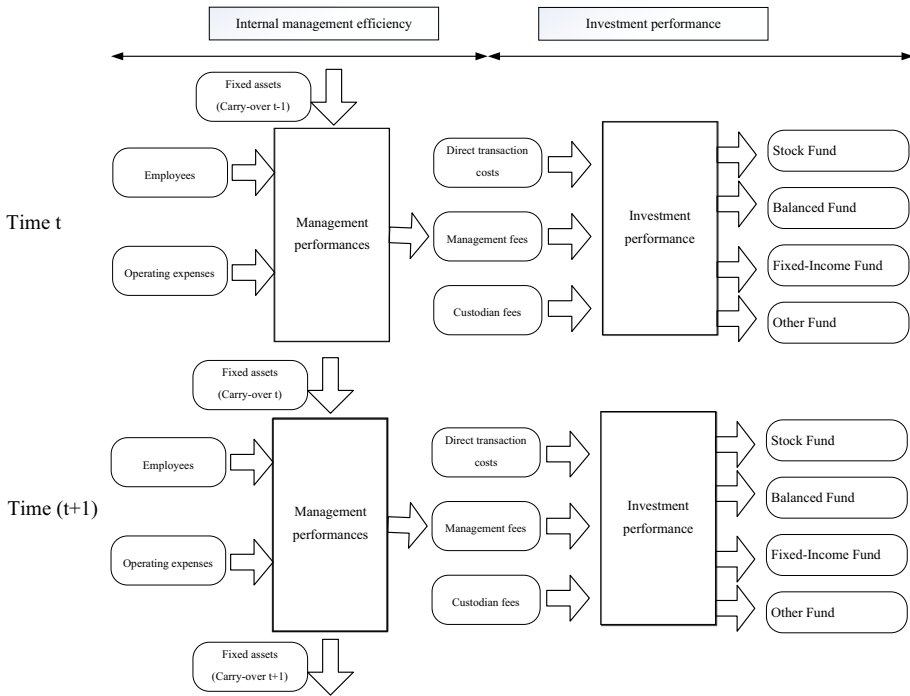 Internal management efficiency
Investment performance
Fixed assets
(Carry-over t-1)
Employees
Operating expenses
Time t
Management
performances
Direct transaction
costs
Management fees
Custodian fees
Investment
performance
Stock Fund
Balanced Fund
Fixed-Income Fund
Other Fund
Fixed assets
(Carry-over t)
Employees
Operating expenses
Time (t+1)
Management
performances
Direct transaction
costs
Management fees
Custodian fees
Investment
performance
Stock Fund
Balanced Fund
Fixed-Income Fund
Other Fund
Fixed assets
(Carry-over t+1)